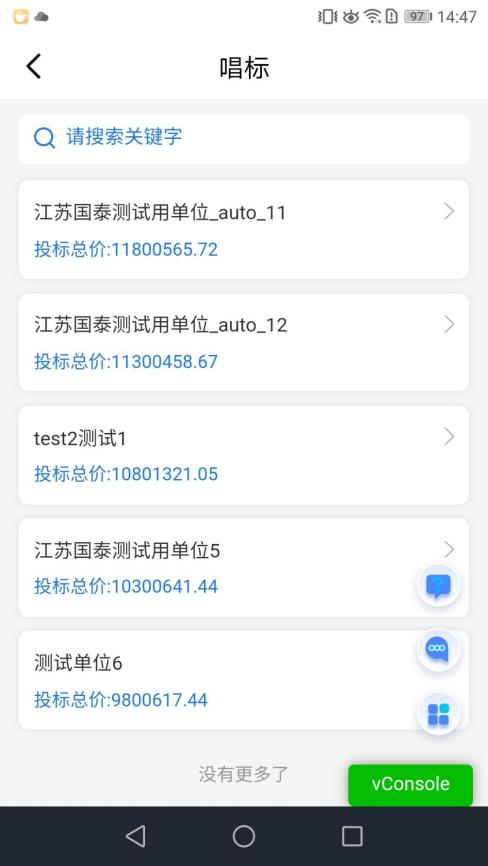 97 14:47
唱标
请搜索关键字
江苏国泰测试用单位_auto_11
投标总价:11800565.72
江苏国泰测试用单位_auto_12
投标总价:11300458.67
test2测试1
投标总价:10801321.05
江苏国泰测试用单位5
投标总价:10300641.44
测试单位6
投标总价:9800617.44
没有更多了
vConsole